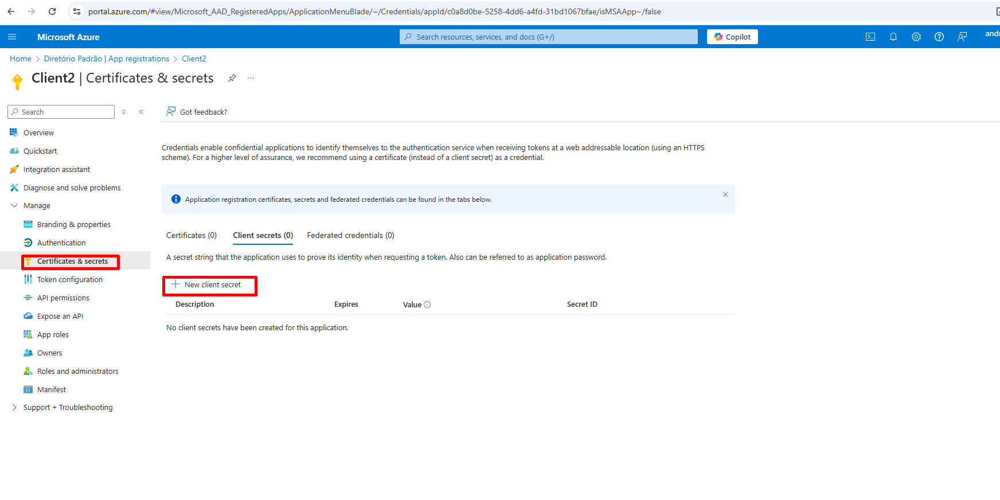 portal.azure.com/#view/Microsoft_AAD_RegisteredApps/ApplicationMenuBlade/~/Credentials/appId/c0a8d0be-5258-4dd6-a4fd-31bd1067bfae/isMSAApp~/false
Microsoft Azure
Search resources, services, and docs (G+/)
Copilot
andr
Home > Diretório Padrão | App registrations > Client2
Client2 | Certificates & secrets
Search
Got feedback?
Overview
Quickstart
Integration assistant
Diagnose and solve problems
Manage
Branding & properties
Authentication
Certificates & secrets
Token configuration
API permissions
Expose an API
App roles
Owners
Roles and administrators
Manifest
Support + Troubleshooting
Credentials enable confidential applications to identify themselves to the authentication service when receiving tokens at a web addressable location (using an HTTPS
scheme). For a higher level of assurance, we recommend using a certificate (instead of a client secret) as a credential.
Application registration certificates, secrets and federated credentials can be found in the tabs below.
Certificates (0) Client secrets (0) Federated credentials (0)
A secret string that the application uses to prove its identity when requesting a token. Also can be referred to as application password.
New client secret
Description Expires Value Secret ID
No client secrets have been created for this application.